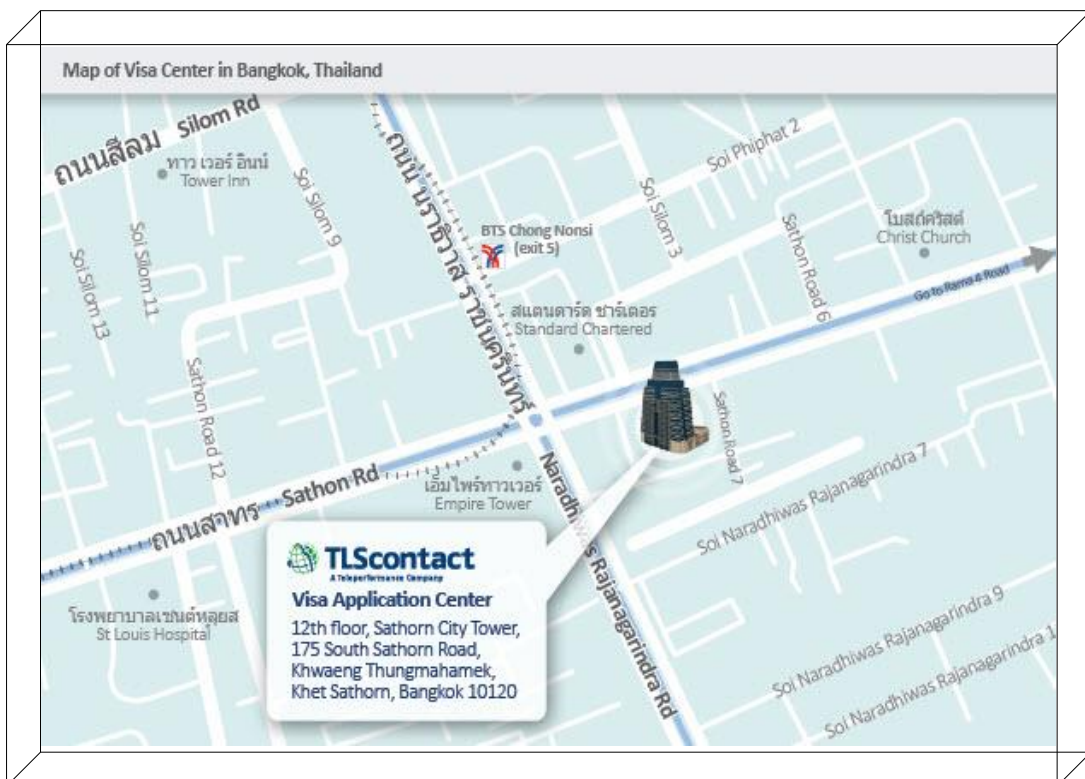 Map of Visa Center in Bangkok, Thailand
ถนนสีลม Silom Rd
ทาว เวอร์ อินน์
Tower Inn
Soi Silom 9
Soi Silom 11
Soi Silom 13
ถนน นราธิวาส ราชนครินทร์
BTS Chong Nonsi
(exit 5)
Soi Phiphat 2
Soi Silom 3
Sathon Road 6
โบสถ์คริสต์
Christ Church
Go to Rama 4 Road
สแตนดาร์ด ชาร์เตอร
Standard Chartered
Sathon Road 12
Sathon Road 7
ถนนสาทร Sathon Rd
เอ็มไพร์ทาวเวอร์
Empire Tower
Naradhiwas Rajanagarindra Rd
Soi Naradhiwas Rajanagarindra 7
Soi Naradhiwas Rajanagarindra 9
Soi Naradhiwas Rajanagarindra 1
โรงพยาบาลเซนต์หลุยส
St Louis Hospital
TLScontact
A Teleperformance Company
Visa Application Center
12th floor, Sathorn City Tower,
175 South Sathorn Road,
Khwaeng Thungmahamek,
Khet Sathorn, Bangkok 10120